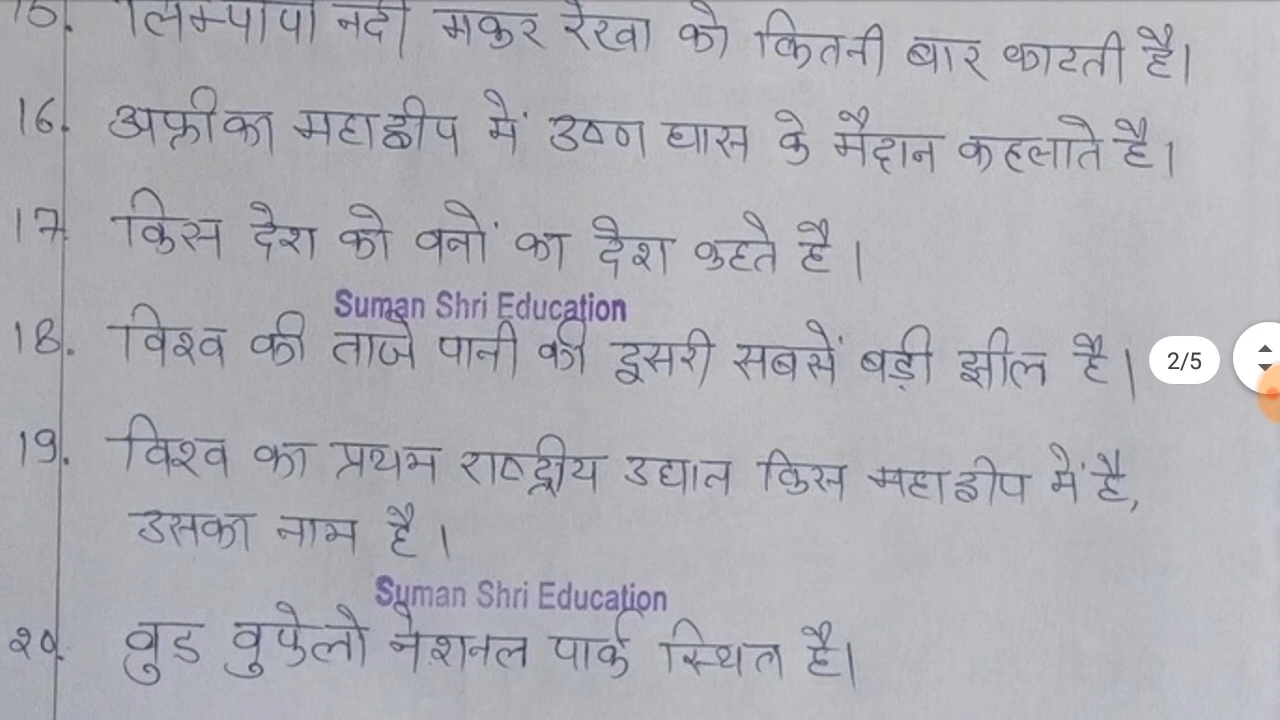 15. लिम्पोपो नदी मकर रेखा को कितनी बार काटती है।
16. अफ्रीका महाद्वीप में उष्ण घास के मैदान कहलाते है।
17 किस देश को वनों का देश कहते है।
Suman Shri Education
18. विश्व की ताजे पानी की दूसरी सबसें बड़ी झील है।
2/5
19. विश्व का प्रथम राष्ट्रीय उद्यान किस महाद्वीप में है,
उसका नाम है।
Suman Shri Education
20. वुड वुफेलो नेशनल पार्क स्थित है।